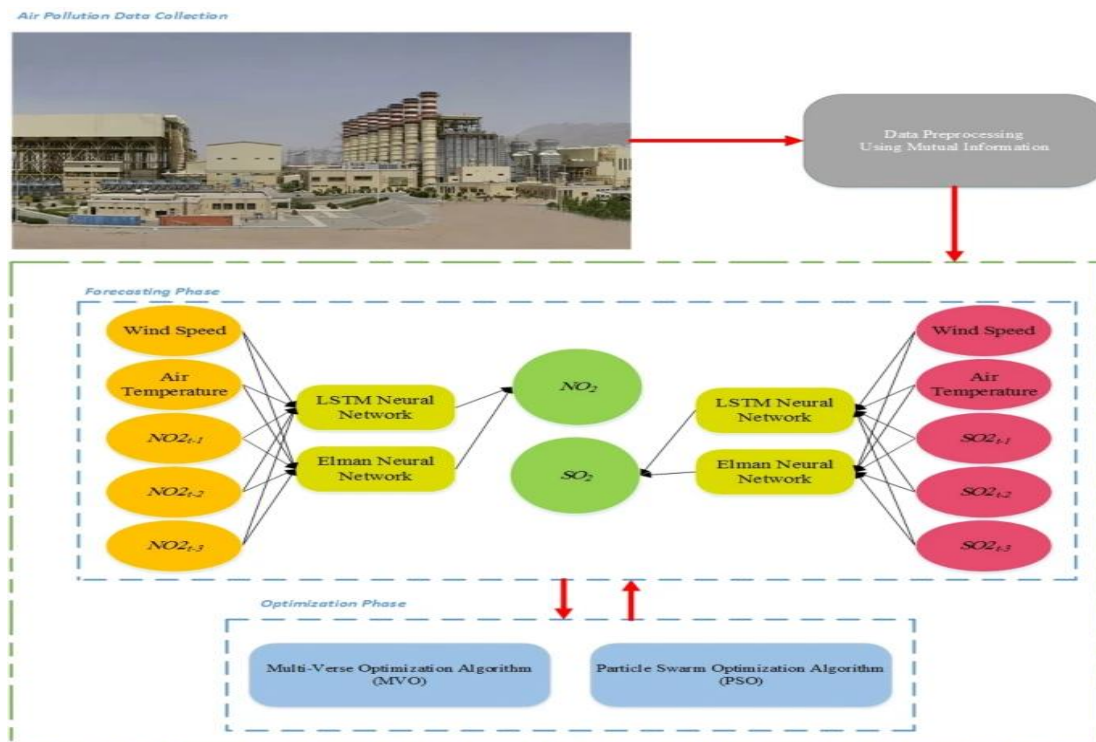 Air Pollution Data Collection
Data Preprocessing
Using Mutual Information
Forecasting Phase
Wind Speed
Air
Temperature
NO2t-1
NO2t-2
NO2t-3
LSTM Neural
Network
Elman Neural
Network
NO2
SO2
LSTM Neural
Network
Elman Neural
Network
Wind Speed
Air
Temperature
SO2t-1
SO2t-2
SO2t-3
Optimization Phase
Multi-Verse Optimization Algorithm
(MVO)
Particle Swarm Optimization Algorithm
(PSO)